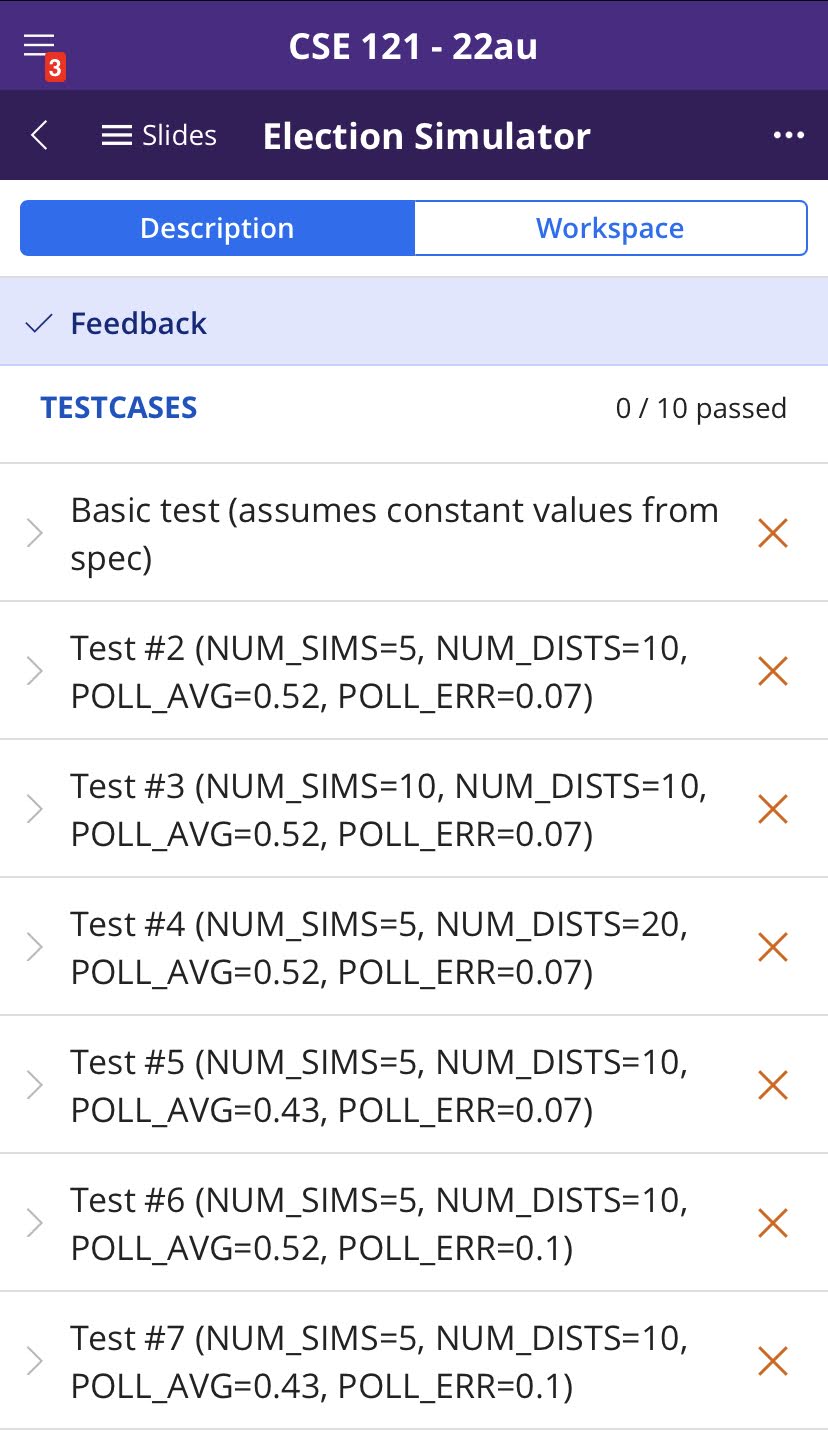 CSE 121 - 22au
3
Slides
Election Simulator
Description
Workspace
Feedback
TESTCASES
0 / 10 passed
Basic test (assumes constant values from
spec)
Test #2 (NUM_SIMS=5, NUM_DISTS=10,
POLL_AVG=0.52, POLL_ERR=0.07)
Test #3 (NUM_SIMS=10, NUM_DISTS=10,
POLL_AVG=0.52, POLL_ERR=0.07)
Test #4 (NUM_SIMS=5, NUM_DISTS=20,
POLL_AVG=0.52, POLL_ERR=0.07)
Test #5 (NUM_SIMS=5, NUM_DISTS=10,
POLL_AVG=0.43, POLL_ERR=0.07)
Test #6 (NUM_SIMS=5, NUM_DISTS=10,
POLL_AVG=0.52, POLL_ERR=0.1)
Test #7 (NUM_SIMS=5, NUM_DISTS=10,
POLL_AVG=0.43, POLL_ERR=0.1)